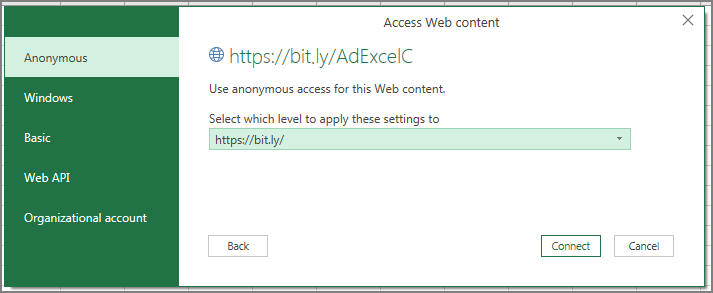 Access Web content
Anonymous
Windows
Basic
Web API
Organizational account
https://bit.ly/AdExcelC
Use anonymous access for this Web content.
Select which level to apply these settings to
https://bit.ly/
Back
Connect
Cancel